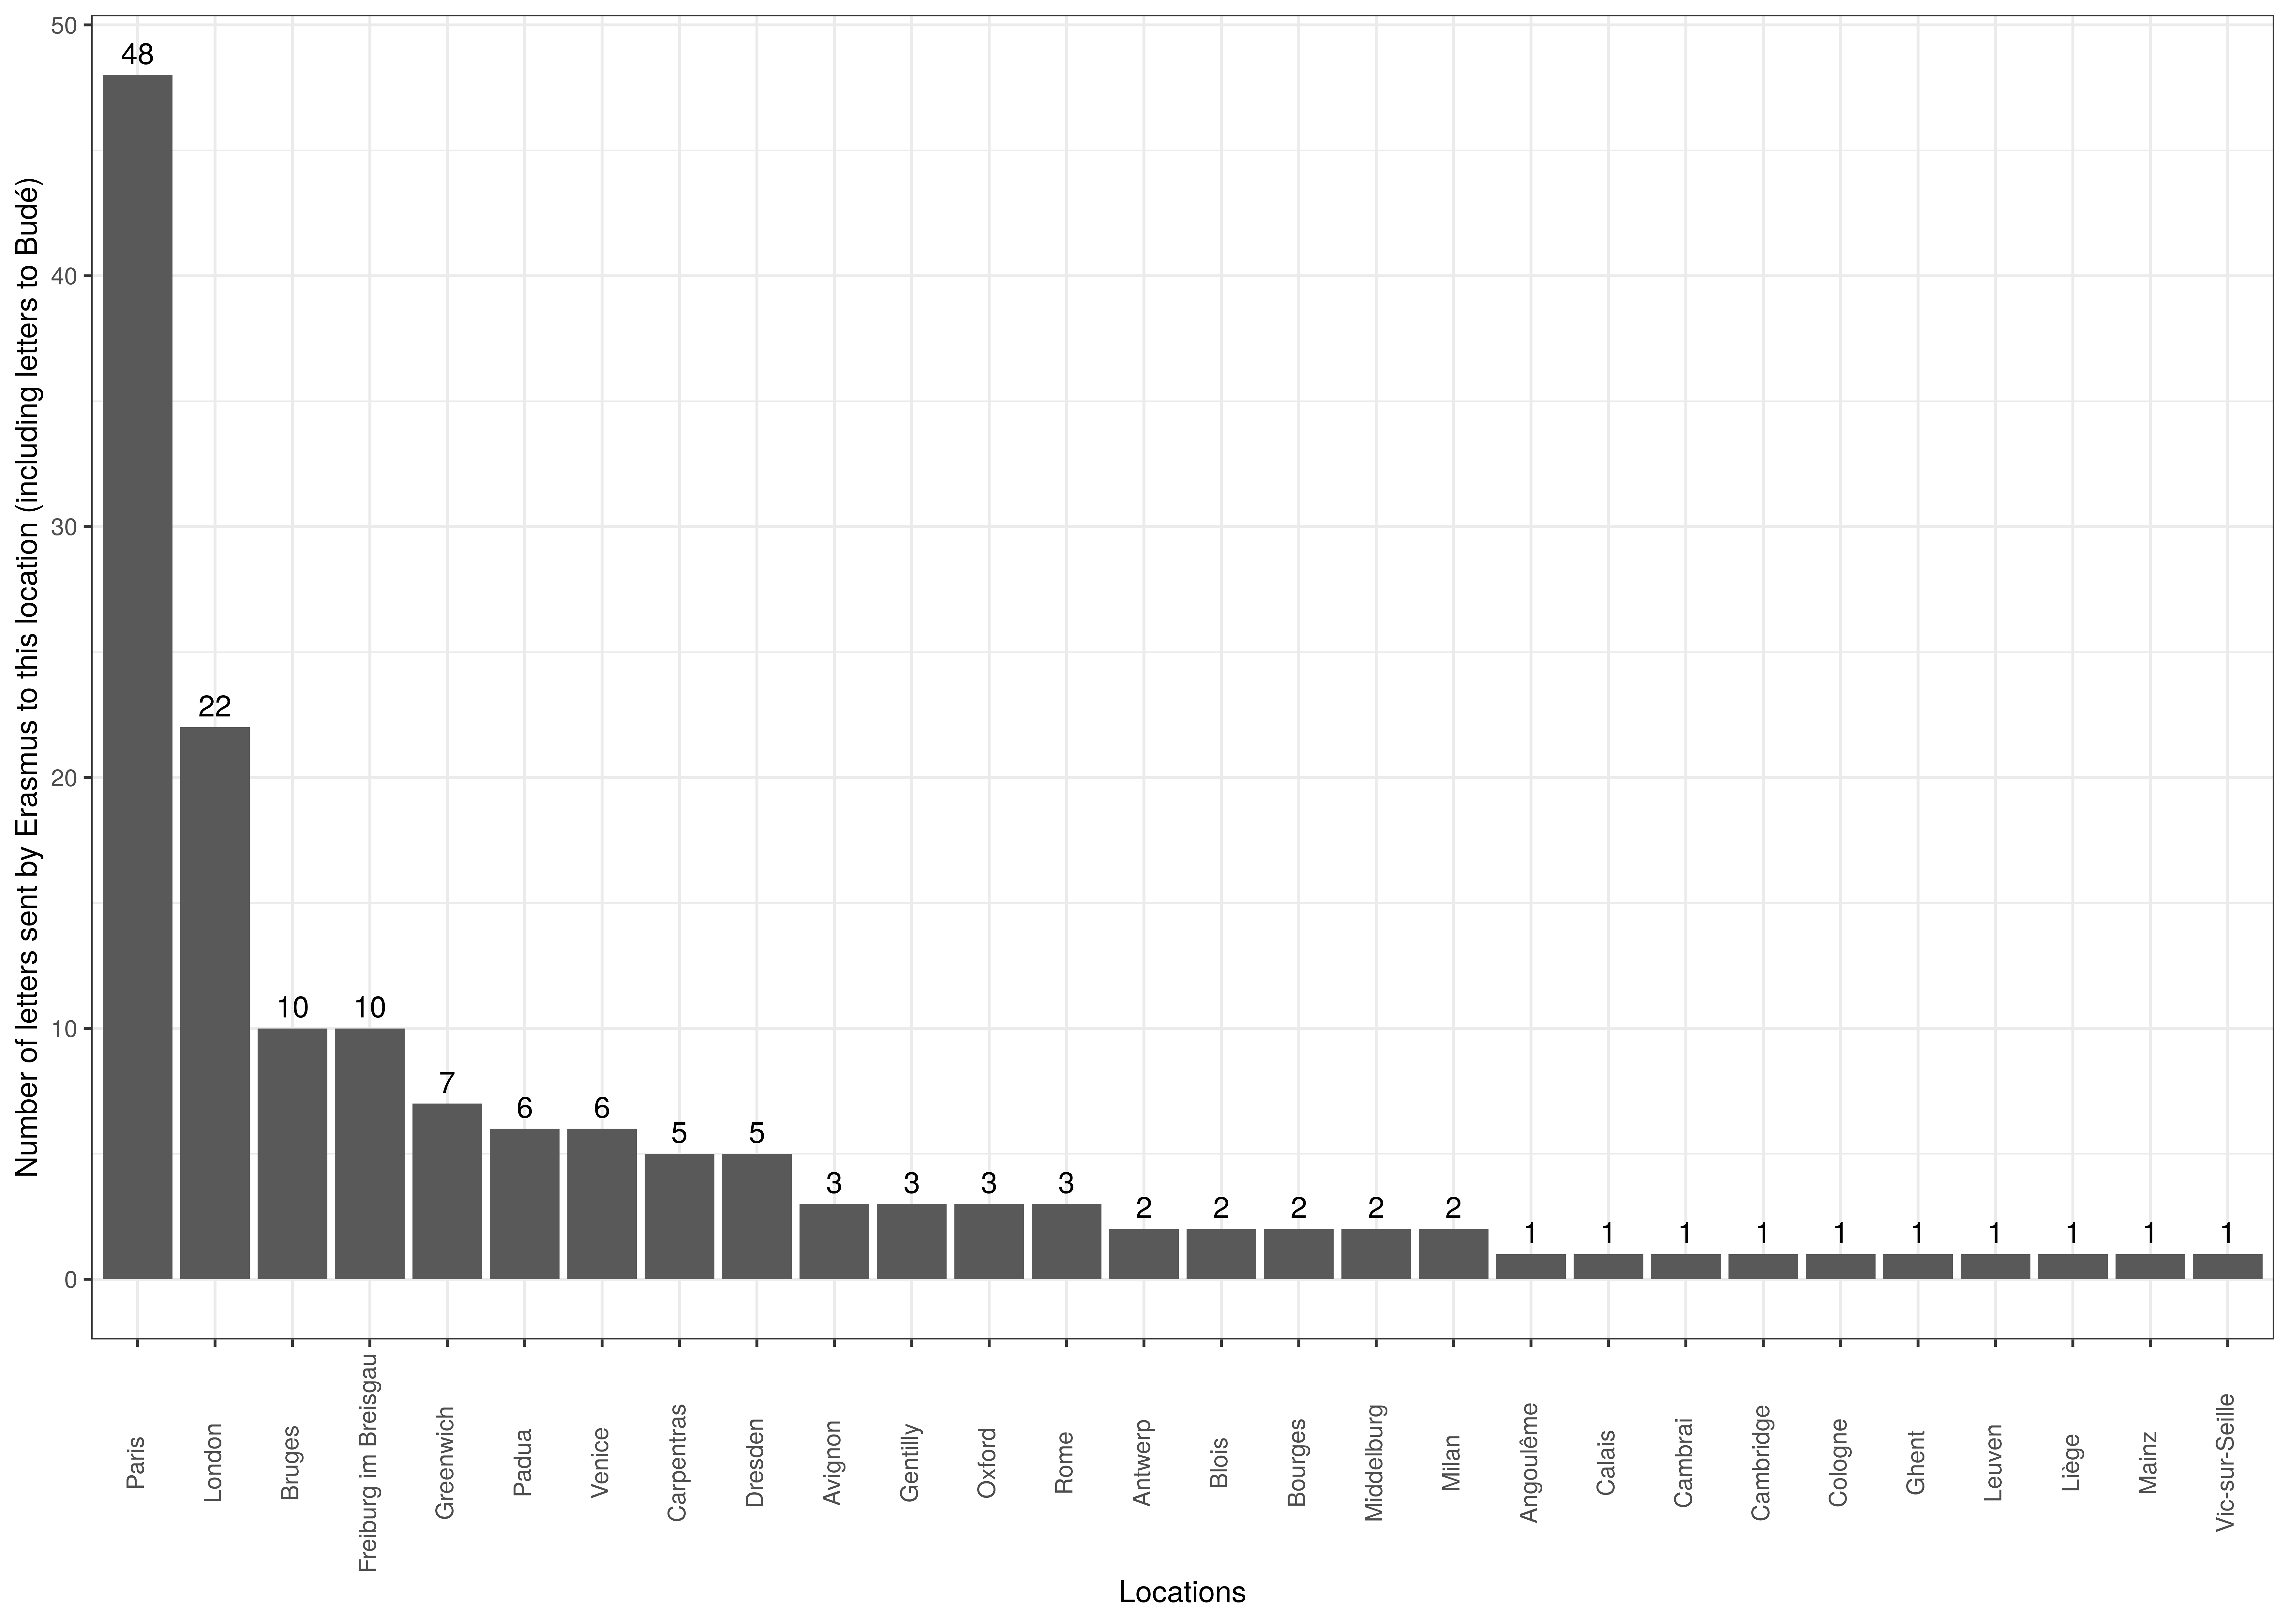 Number of letters sent by Erasmus to this location (including letters to Budé)
50
40
30
20
10
0
48
22
10
10
7
6
6
5
5
3
3
3
3
2
2
2
2
2
1
1
1
1
1
1
1
1
1
1
Paris
London
Bruges
Freiburg im Breisgau
Greenwich
Padua
Venice
Carpentras
Dresden
Avignon
Gentilly
Oxford
Rome
Antwerp
Blois
Bourges
Middelburg
Milan
Angoulême
Calais
Cambrai
Cambridge
Cologne
Ghent
Leuven
Liège
Mainz
Vic-sur-Seille
Locations